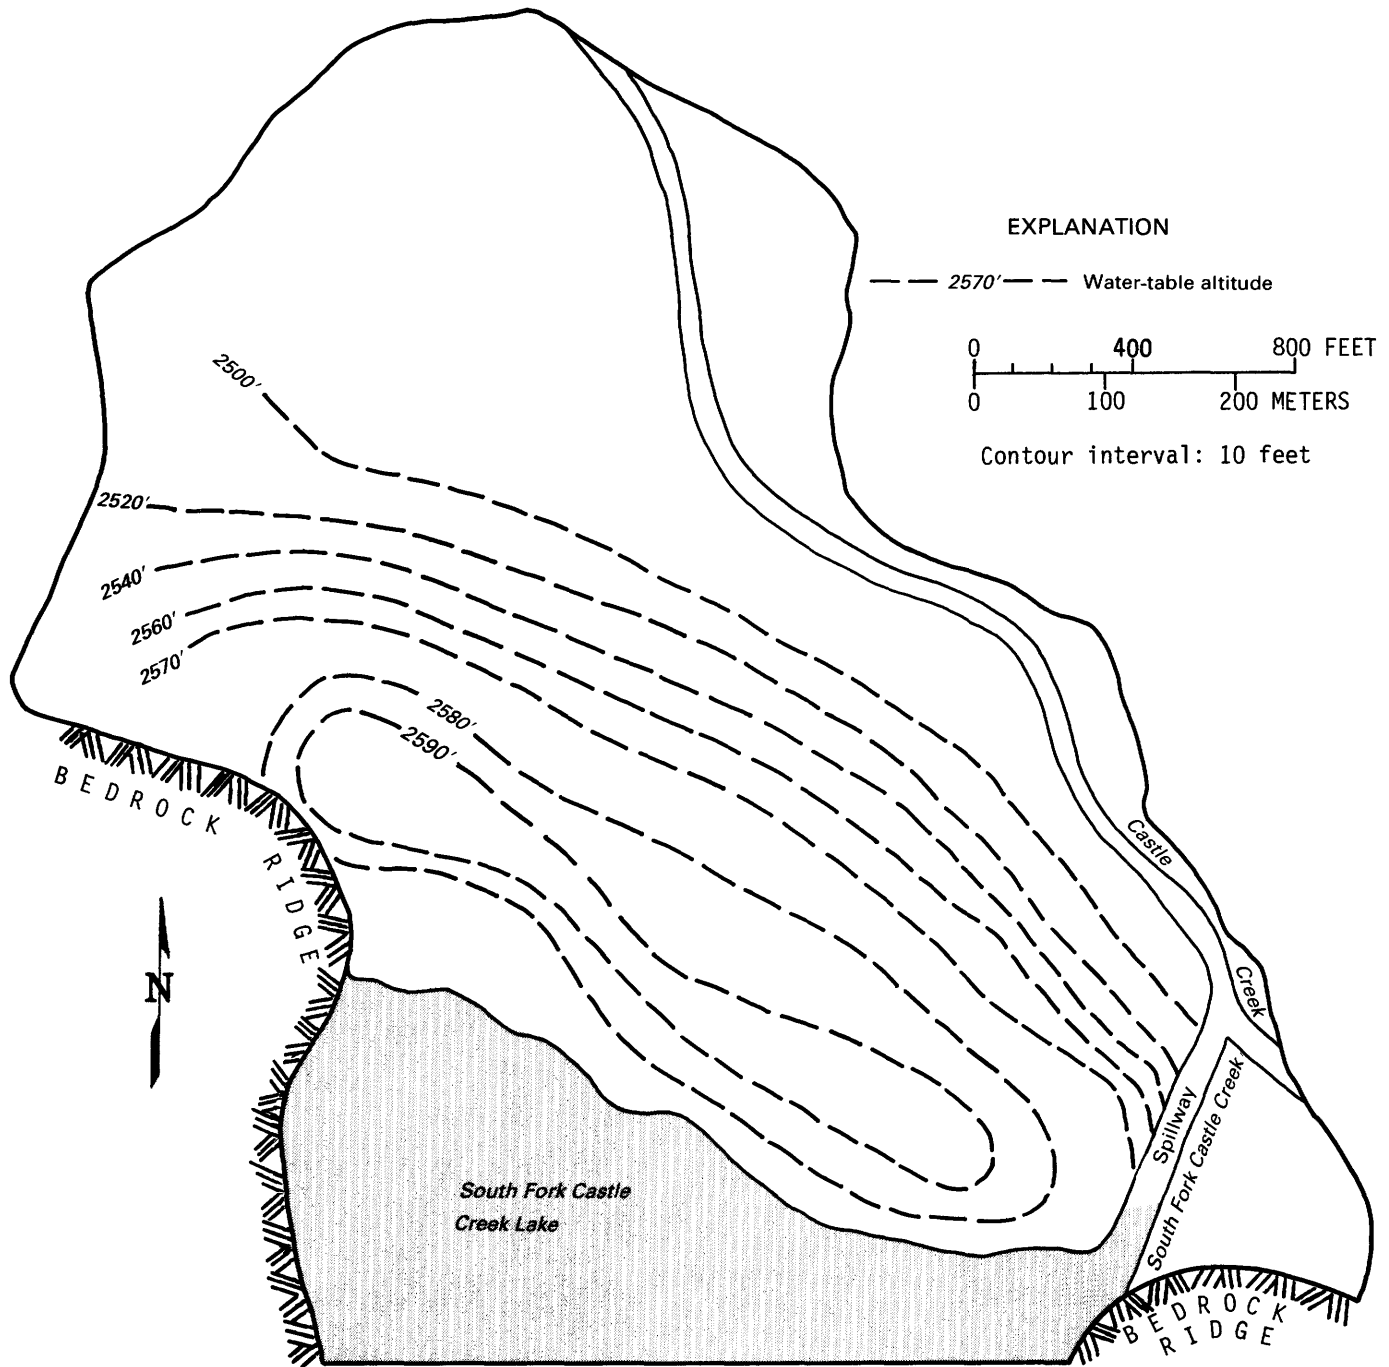 EXPLANATION
2570' Water-table altitude
0 400 800 FEET
0 100 200 METERS
Contour interval: 10 feet
2500'
2520'
2540'
2560'
2570'
2580'
2590'
BEDROCK RIDGE
N
Castle Creek
Spillway
South Fork Castle Creek
South Fork Castle
Creek Lake
BEDROCK
RIDGE